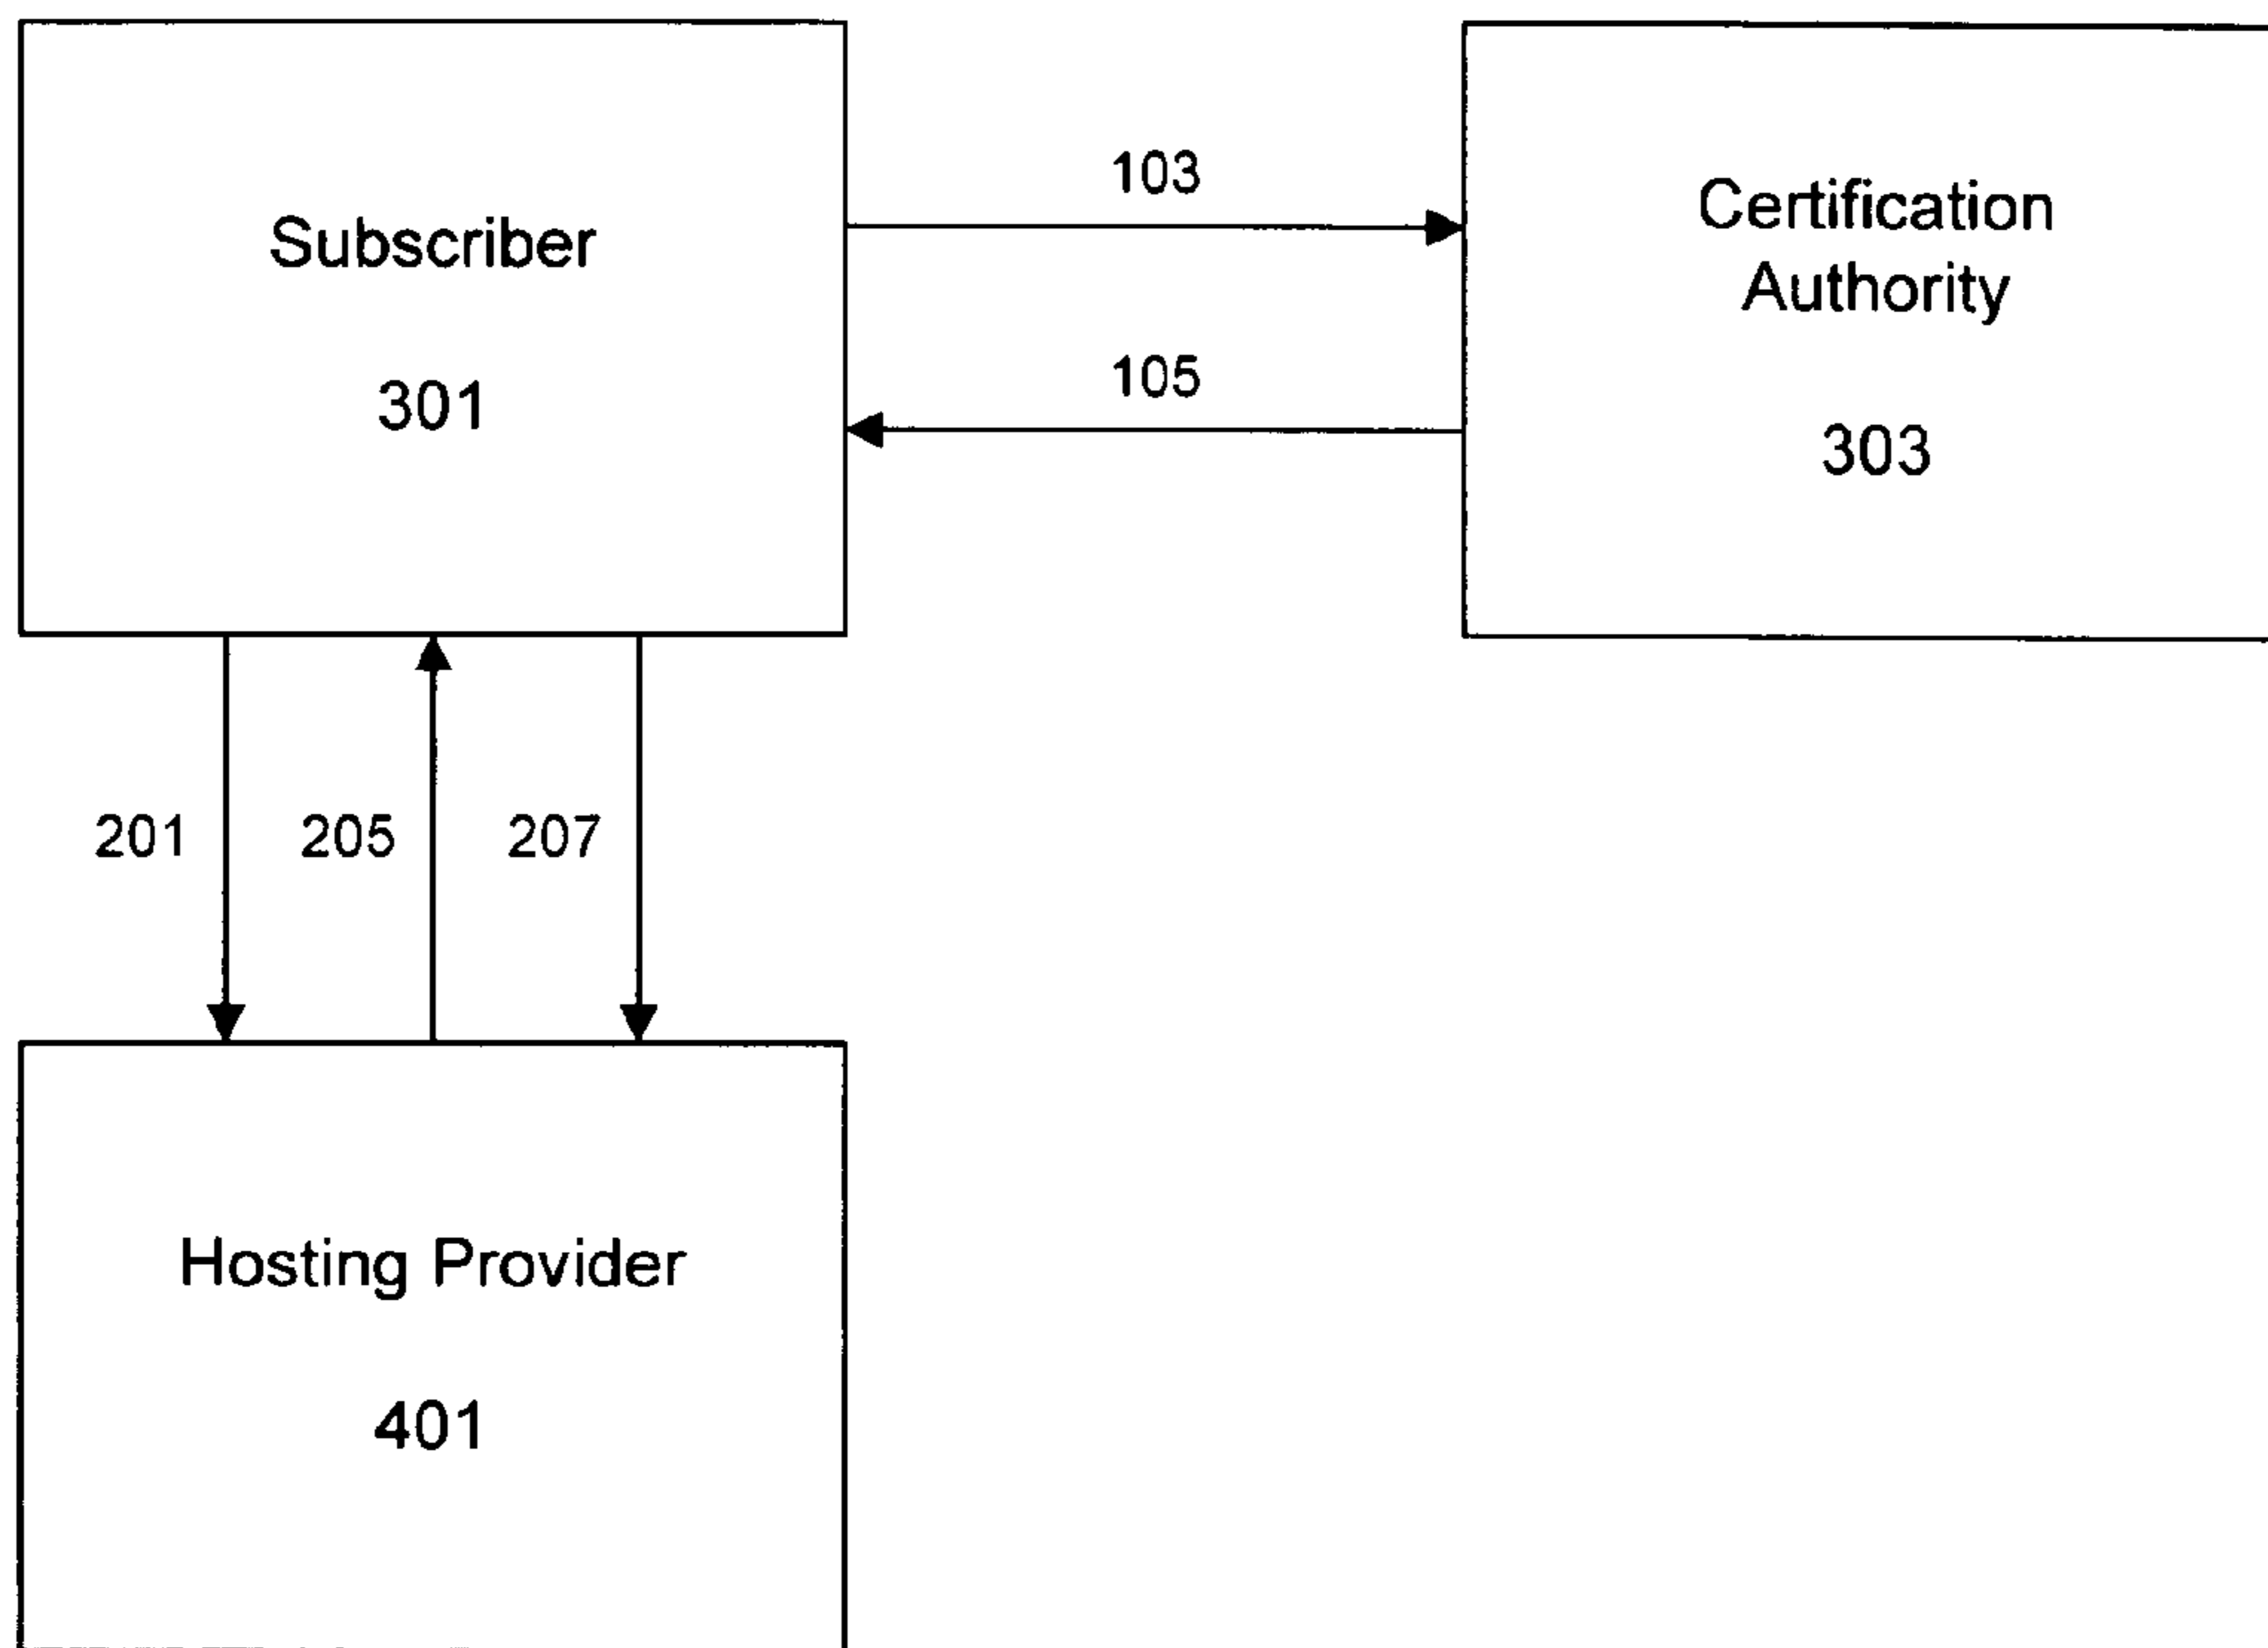 Subscriber
301
103
105
Certification
Authority
303
201
205
207
Hosting Provider
401